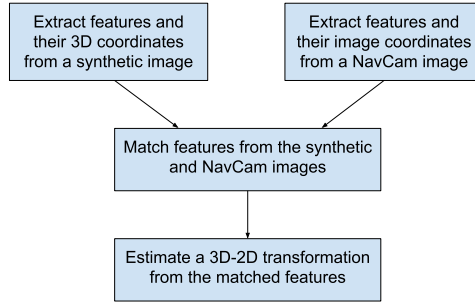 Extract features and
their 3D coordinates
from a synthetic image
Extract features and
their image coordinates
from a NavCam image
Match features from the synthetic
and NavCam images
Estimate a 3D-2D transformation
from the matched features